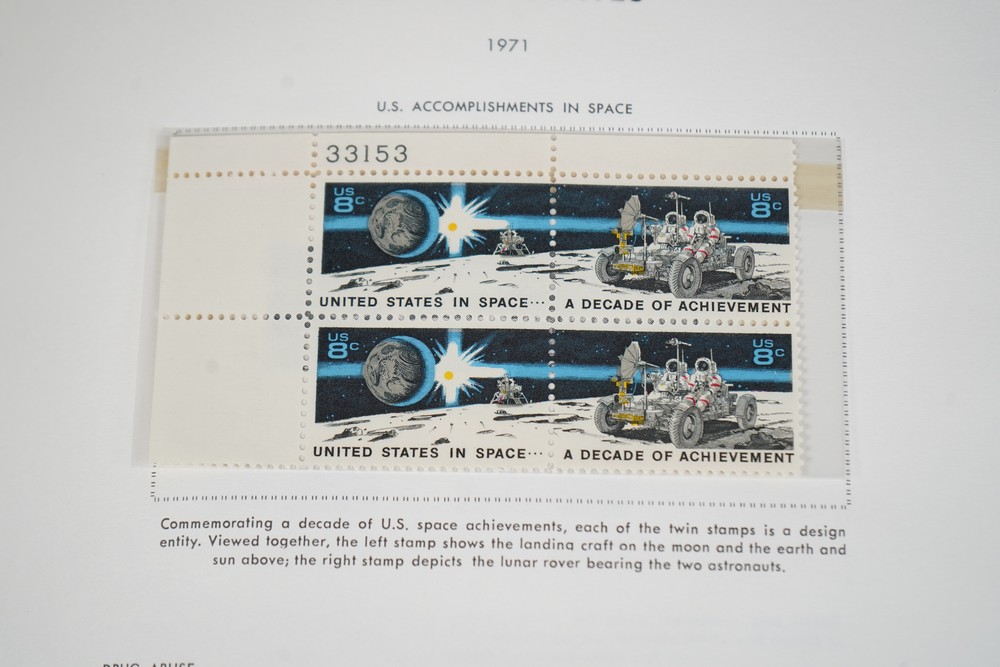 1971
U.S. ACCOMPLISHMENTS IN SPACE
33153
US
8c
US
8c
UNITED STATES IN SPACE...
A DECADE OF ACHIEVEMENT
US
8c
US
8c
UNITED STATES IN SPACE...
A DECADE OF ACHIEVEMENT
Commemorating a decade of U.S. space achievements, each of the twin stamps is a design
entity. Viewed together, the left stamp shows the landing craft on the moon and the earth and
sun above; the right stamp depicts the lunar rover bearing the two astronauts.
DRUG ABUSE